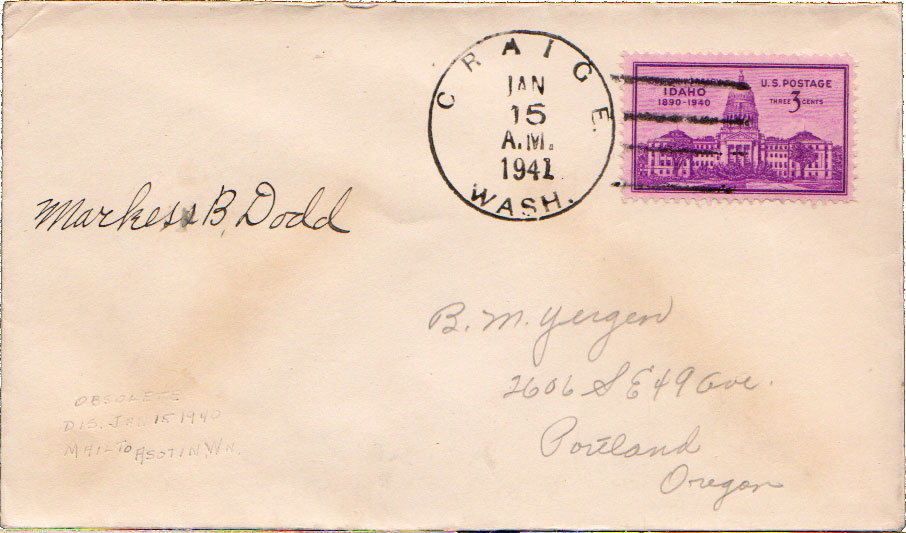 CRAIGE
JAN
15
A.M.
1941
WASH.
IDAHO
1890-1940
U.S. POSTAGE
THREE 3 CENTS
Markess B. Dodd
B. M. Yergen
2606 S E 49 Ave.
Portland
Oregon
OBSOLETE
DIS. JAN 15 1940
MAIL TO ASOTIN, WN.